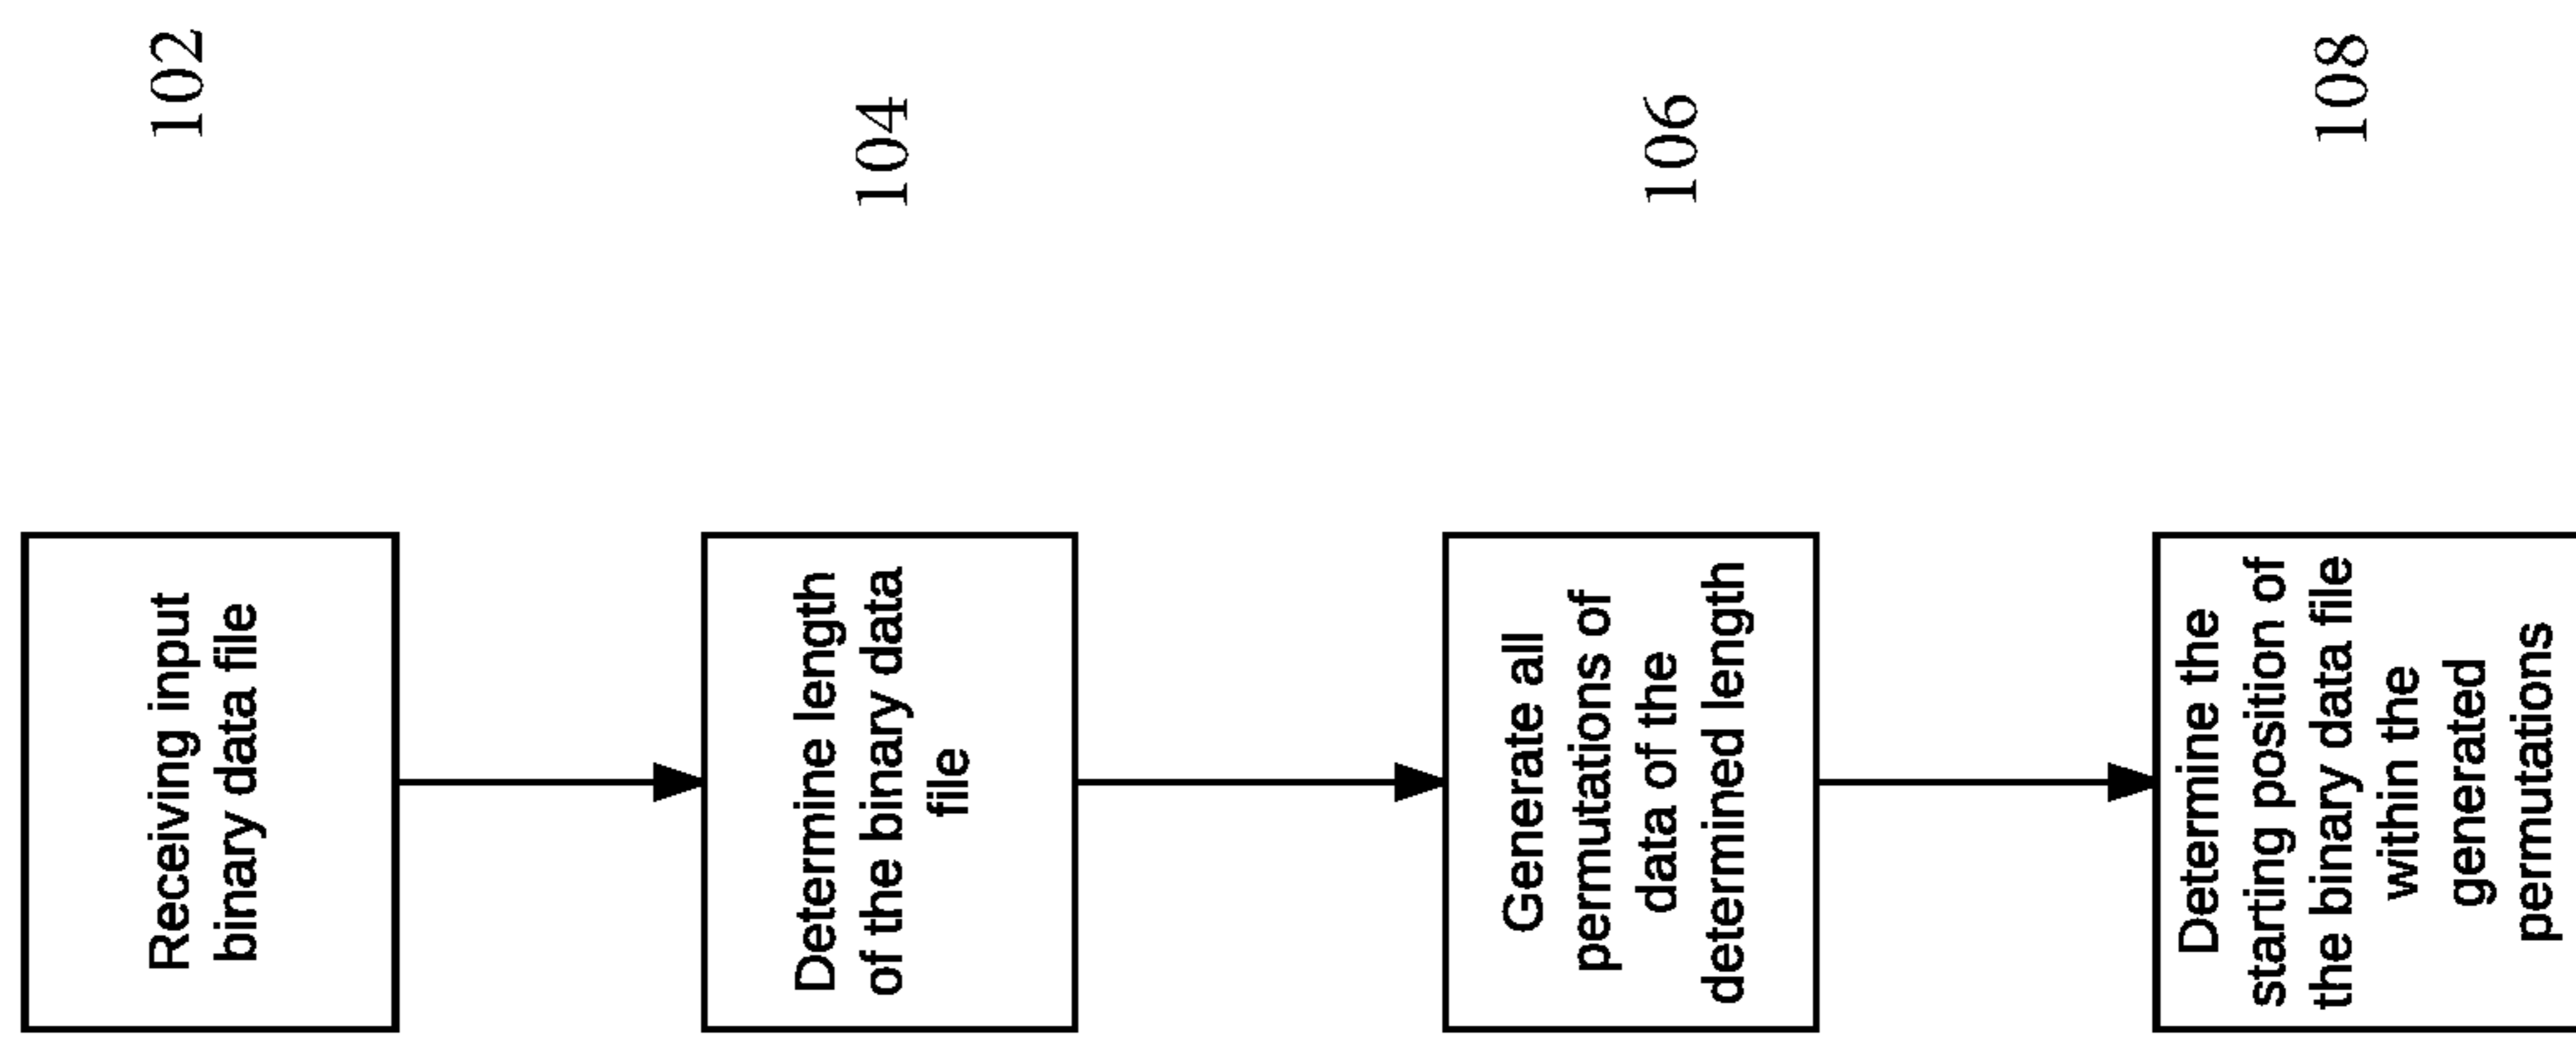 Receiving input
binary data file
102
Determine length
of the binary data
file
104
Generate all
permutations of
data of the
determined length
106
Determine the
starting position of
the binary data file
within the
generated
permutations
108